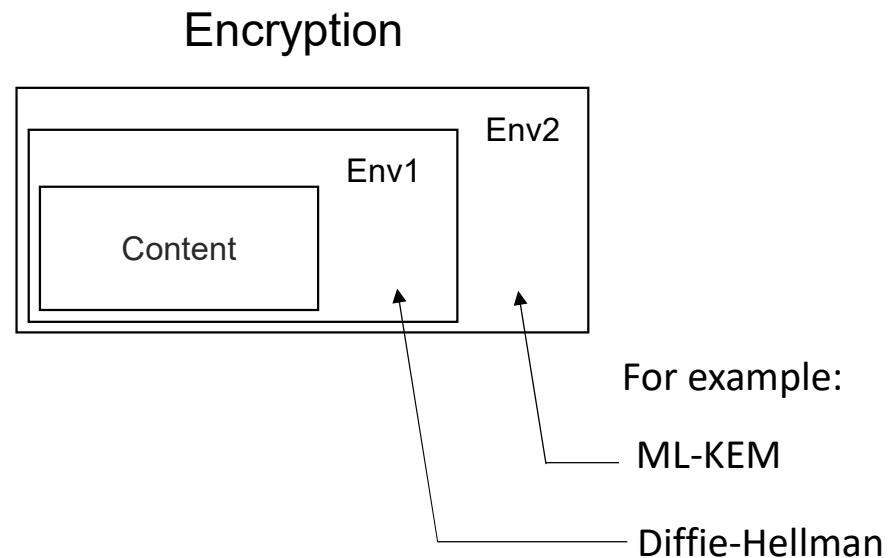 Encryption
Env2
Env1
Content
For example:
ML-KEM
Diffie-Hellman